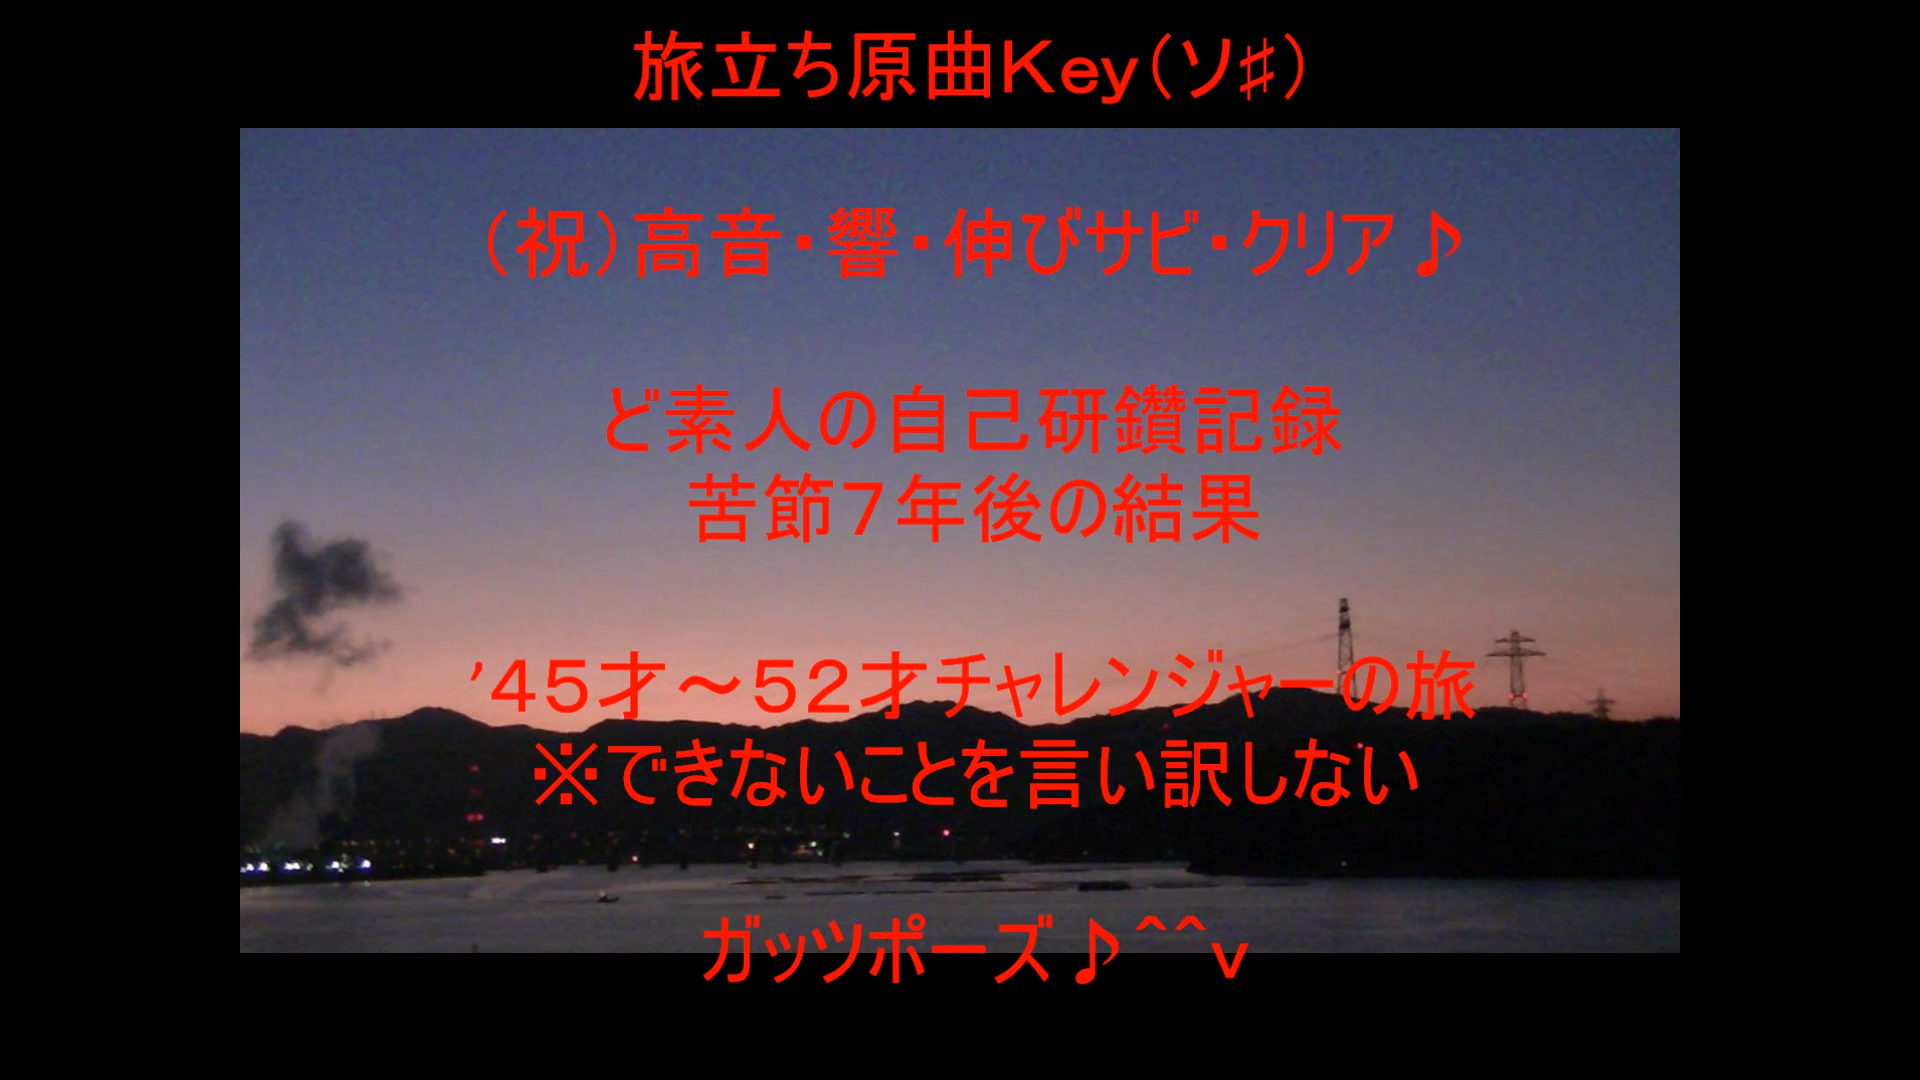 旅立ち原曲Ｋｅｙ（ソ♯）
（祝）高音・響・伸びサビ・クリア♪
ど素人の自己研鑽記録
苦節７年後の結果
’４５才～５２才チャレンジャーの旅
※できないことを言い訳しない
ガッツポーズ♪＾＾ｖ